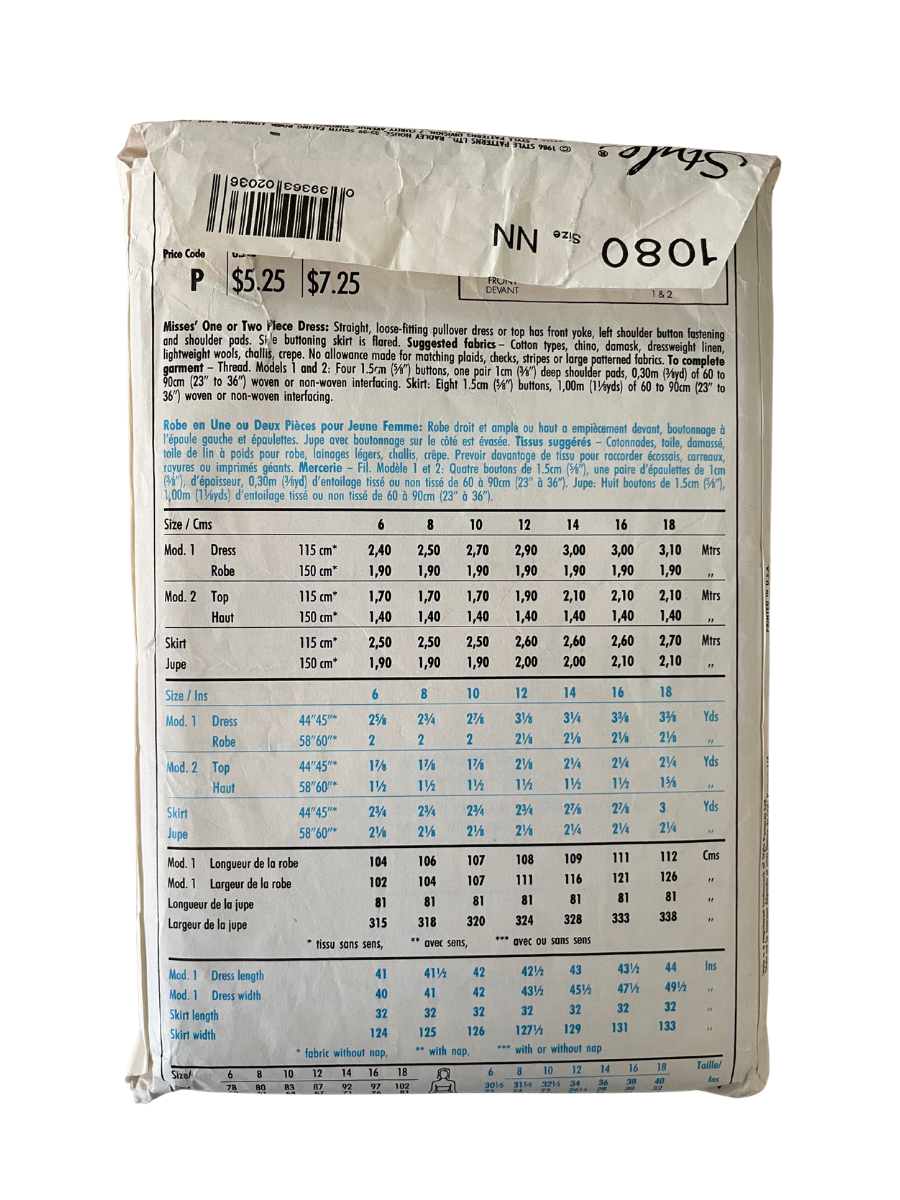 © 1986 STYLE PATTERNS LTD., RADLEY HOUSE, 33-39 SOUTH EALING ROAD, LONDON
Style ®
0 39363 02036
1080 Size NN
Price Code
P $5.25 $7.25
FRONT
DEVANT
1 & 2
Misses' One or Two Piece Dress: Straight, loose-fitting pullover dress or top has front yoke, left shoulder button fastening
and shoulder pads. Side buttoning skirt is flared. Suggested fabrics – Cotton types, chino, damask, dressweight linen,
lightweight wools, challis, crepe. No allowance made for matching plaids, checks, stripes or large patterned fabrics. To complete
garment – Thread. Models 1 and 2: Four 1.5cm (⅝") buttons, one pair 1cm (⅜") deep shoulder pads, 0,30m (⅜yd) of 60 to
90cm (23" to 36") woven or non-woven interfacing. Skirt: Eight 1.5cm (⅝") buttons, 1,00m (1⅛yds) of 60 to 90cm (23" to
36") woven or non-woven interfacing.
Robe en Une ou Deux Pièces pour Jeune Femme: Robe droit et ample ou haut a empiècement devant, boutonnage à
l'épaule gauche et épaulettes. Jupe avec boutonnage sur le côté est évasée. Tissus suggérés – Cotonnades, toile, damassé,
toile de lin à poids pour robe, lainages légers, challis, crêpe. Prevoir davantage de tissu pour raccorder écossais, carreaux,
rayures ou imprimés géants. Mercerie – Fil. Modèle 1 et 2: Quatre boutons de 1.5cm (⅝"), une paire d'épaulettes de 1cm
(⅜"), d'épaisseur, 0,30m (⅜yd) d'entoilage tissé ou non tissé de 60 à 90cm (23" à 36"). Jupe: Huit boutons de 1.5cm (⅝"),
1,00m (1⅛yds) d'entoilage tissé ou non tissé de 60 à 90cm (23" à 36").
Size / Cms 6 8 10 12 14 16 18
Mod. 1 Dress 115 cm* 2,40 2,50 2,70 2,90 3,00 3,00 3,10 Mtrs
Robe 150 cm* 1,90 1,90 1,90 1,90 1,90 1,90 1,90 ,,
Mod. 2 Top 115 cm* 1,70 1,70 1,70 1,90 2,10 2,10 2,10 Mtrs
Haut 150 cm* 1,40 1,40 1,40 1,40 1,40 1,40 1,40 ,,
Skirt 115 cm* 2,50 2,50 2,50 2,60 2,60 2,60 2,70 Mtrs
Jupe 150 cm* 1,90 1,90 1,90 2,00 2,00 2,10 2,10 ,,
Size / Ins 6 8 10 12 14 16 18
Mod. 1 Dress 44"45"* 2⅝ 2¾ 2⅞ 3⅛ 3¼ 3⅜ 3⅜ Yds
Robe 58"60"* 2 2 2 2⅛ 2⅛ 2⅛ 2⅛ ,,
Mod. 2 Top 44"45"* 1⅞ 1⅞ 1⅞ 2⅛ 2¼ 2¼ 2¼ Yds
Haut 58"60"* 1½ 1½ 1½ 1½ 1½ 1½ 1⅝ ,,
Skirt 44"45"* 2¾ 2¾ 2¾ 2¾ 2⅞ 2⅞ 3 Yds
Jupe 58"60"* 2⅛ 2⅛ 2⅛ 2⅛ 2¼ 2¼ 2¼ ,,
Mod. 1 Longueur de la robe 104 106 107 108 109 111 112 Cms
Mod. 1 Largeur de la robe 102 104 107 111 116 121 126 ,,
Longueur de la jupe 81 81 81 81 81 81 81 ,,
Largeur de la jupe 315 318 320 324 328 333 338 ,,
* tissu sans sens, ** avec sens, *** avec ou sans sens
Mod. 1 Dress length 41 41½ 42 42½ 43 43½ 44 Ins
Mod. 1 Dress width 40 41 42 43½ 45½ 47½ 49½ ,,
Skirt length 32 32 32 32 32 32 32 ,,
Skirt width 124 125 126 127½ 129 131 133 ,,
* fabric without nap, ** with nap, *** with or without nap
Size/ 6 8 10 12 14 16 18 6 8 10 12 14 16 18 Taille/
78 80 83 87 92 97 102 30½ 31½ 32½ 34 36 38 40 Ins
PRINTED IN U.S.A.